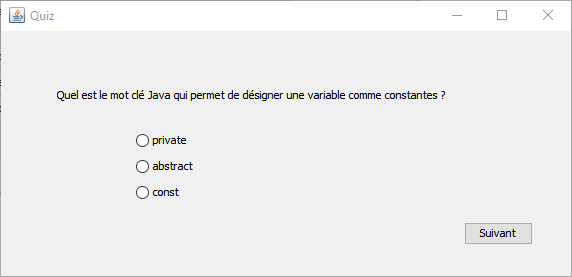 Quiz
Quel est le mot clé Java qui permet de désigner une variable comme constantes ?
private
abstract
const
Suivant